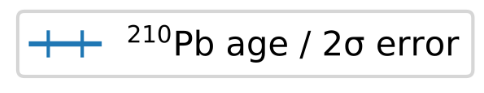 ²¹⁰Pb age / 2σ error